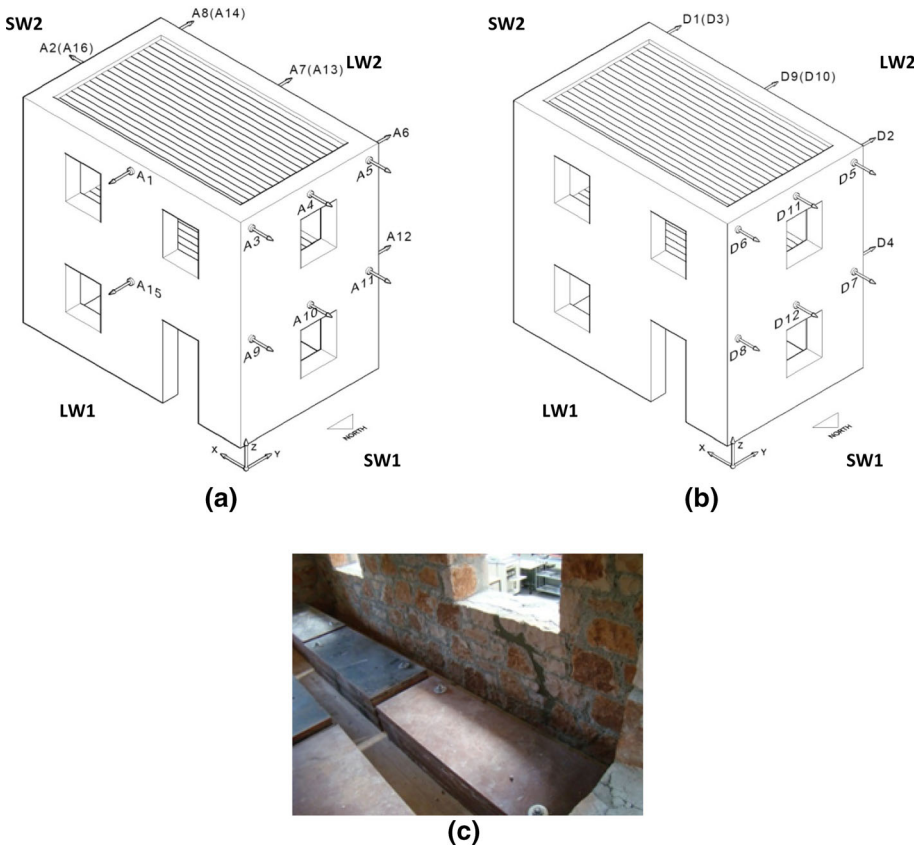 SW2
A8(A14)
A2(A16)
LW2
A7(A13)
A6
A5
A1
A4
A3
A12
A11
A15
A10
A9
LW1
NORTH
X
Z
Y
SW1
(a)
SW2
D1(D3)
LW2
D9(D10)
D2
D5
D11
D6
D4
D7
D12
D8
LW1
NORTH
X
Z
Y
SW1
(b)
(c)